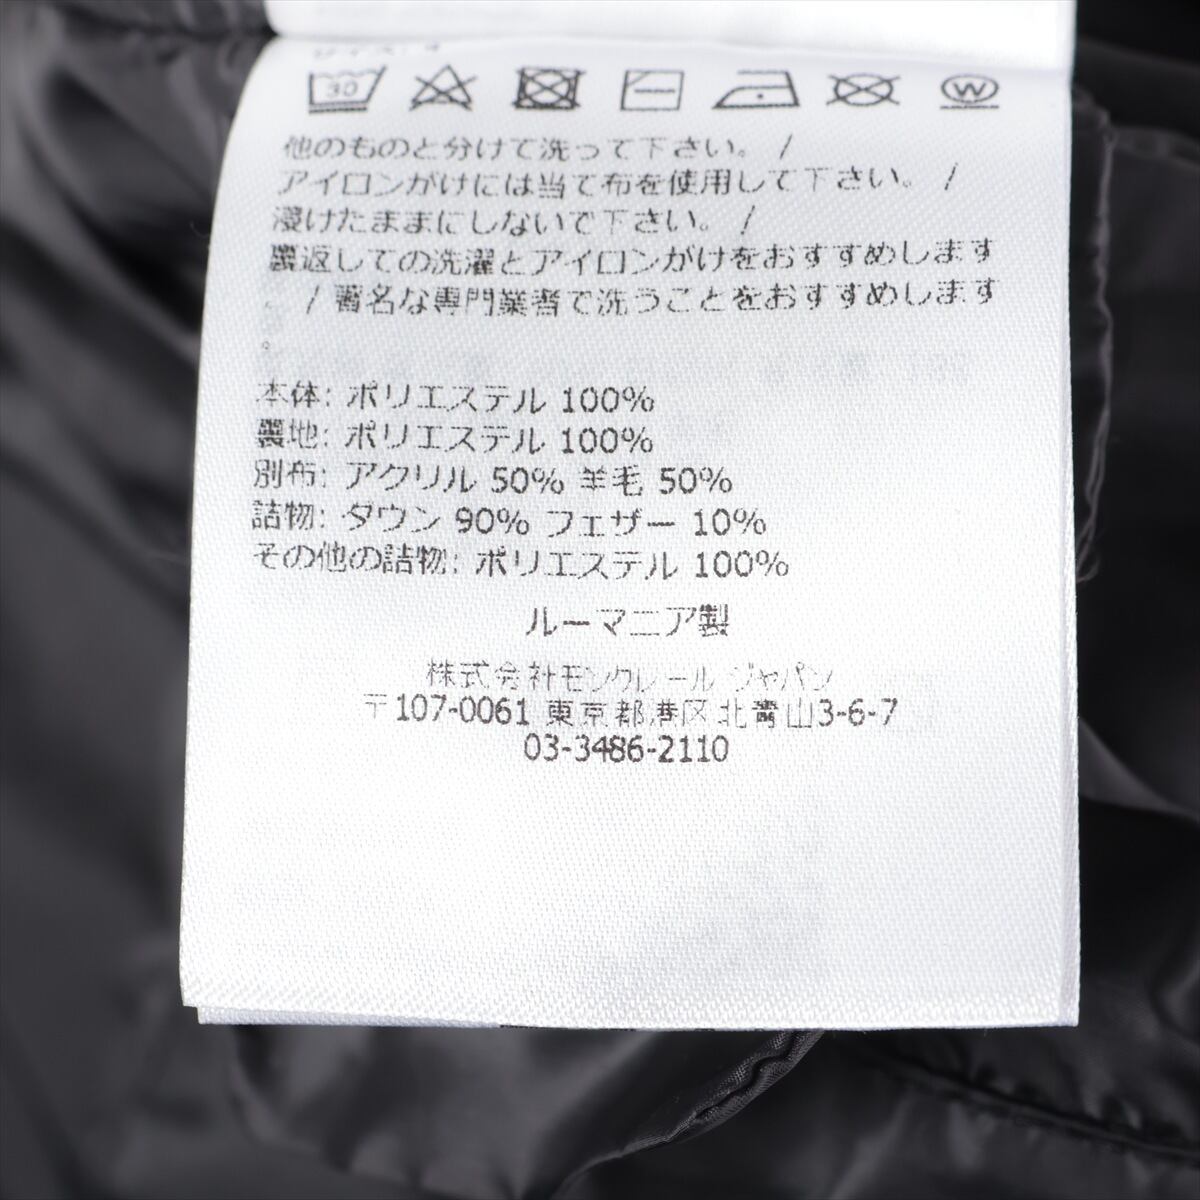 サイズ: 4
30
W
他のものと分けて洗って下さい。 /
アイロンがけには当て布を使用して下さい。 /
浸けたままにしないで下さい。 /
裏返しての洗濯とアイロンがけをおすすめします
。 / 著名な専門業者で洗うことをおすすめします
。
本体: ポリエステル 100%
裏地: ポリエステル 100%
別布: アクリル 50% 羊毛 50%
詰物: ダウン 90% フェザー 10%
その他の詰物: ポリエステル 100%
ルーマニア製
株式会社モンクレール ジャパン
〒107-0061 東京都港区北青山3-6-7
03-3486-2110